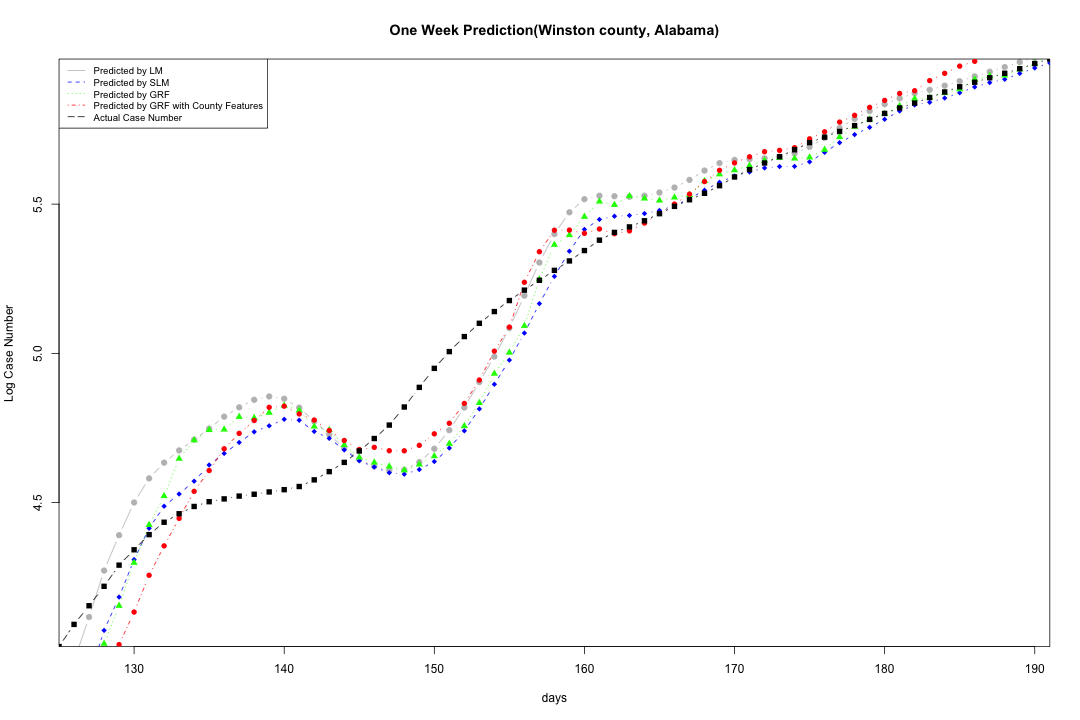 One Week Prediction(Winston county, Alabama)
Predicted by LM
Predicted by SLM
Predicted by GRF
Predicted by GRF with County Features
Actual Case Number
Log Case Number
5.5
5.0
4.5
130 140 150 160 170 180 190
days